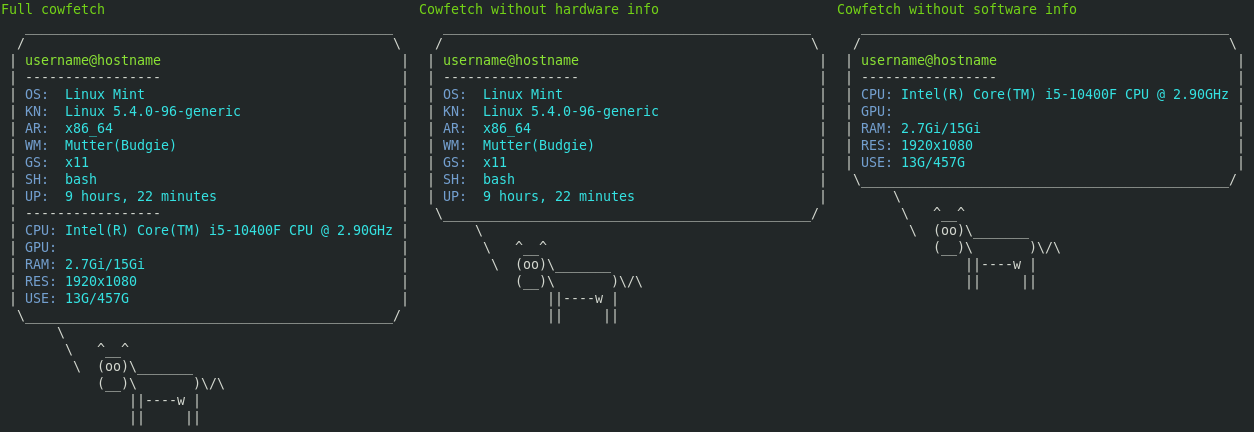 Full cowfetch
username@hostname
-----------------
OS: Linux Mint
KN: Linux 5.4.0-96-generic
AR: x86_64
WM: Mutter(Budgie)
GS: x11
SH: bash
UP: 9 hours, 22 minutes
-----------------
CPU: Intel(R) Core(TM) i5-10400F CPU @ 2.90GHz
GPU:
RAM: 2.7Gi/15Gi
RES: 1920x1080
USE: 13G/457G
Cowfetch without hardware info
username@hostname
-----------------
OS: Linux Mint
KN: Linux 5.4.0-96-generic
AR: x86_64
WM: Mutter(Budgie)
GS: x11
SH: bash
UP: 9 hours, 22 minutes
Cowfetch without software info
username@hostname
-----------------
CPU: Intel(R) Core(TM) i5-10400F CPU @ 2.90GHz
GPU:
RAM: 2.7Gi/15Gi
RES: 1920x1080
USE: 13G/457G